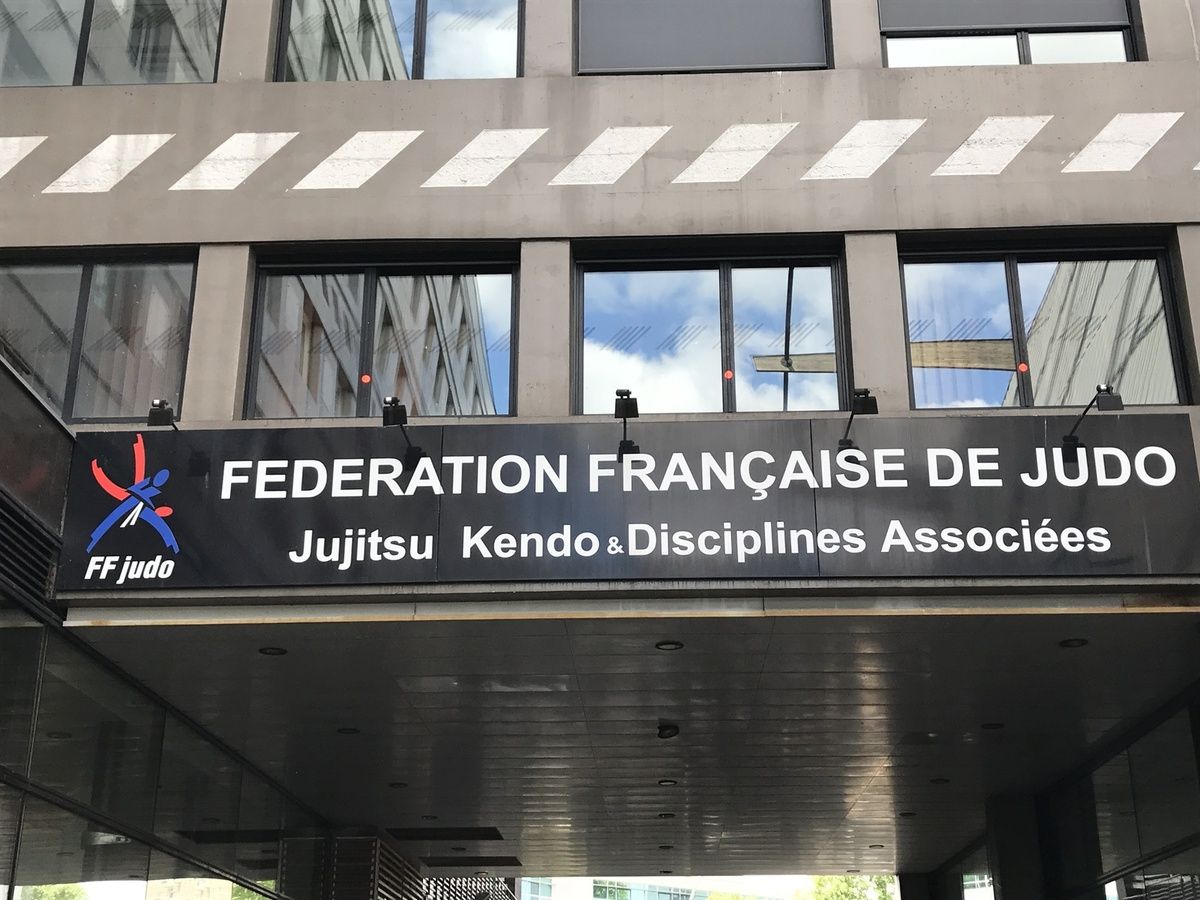 FEDERATION FRANÇAISE DE JUDO
Jujitsu Kendo & Disciplines Associées
FF judo